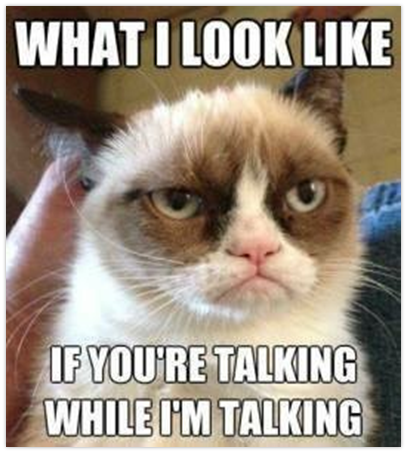 WHAT I LOOK LIKE
IF YOU'RE TALKING
WHILE I'M TALKING